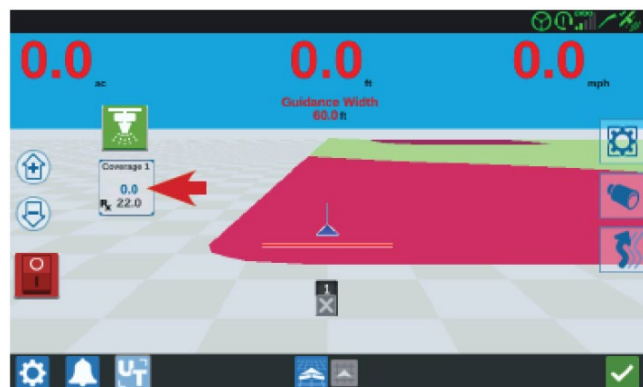 0.0 ac
0.0 ft
0.0 mph
Guidance Width
60.0 ft
Coverage 1
0.0
Rx 22.0
1
UT